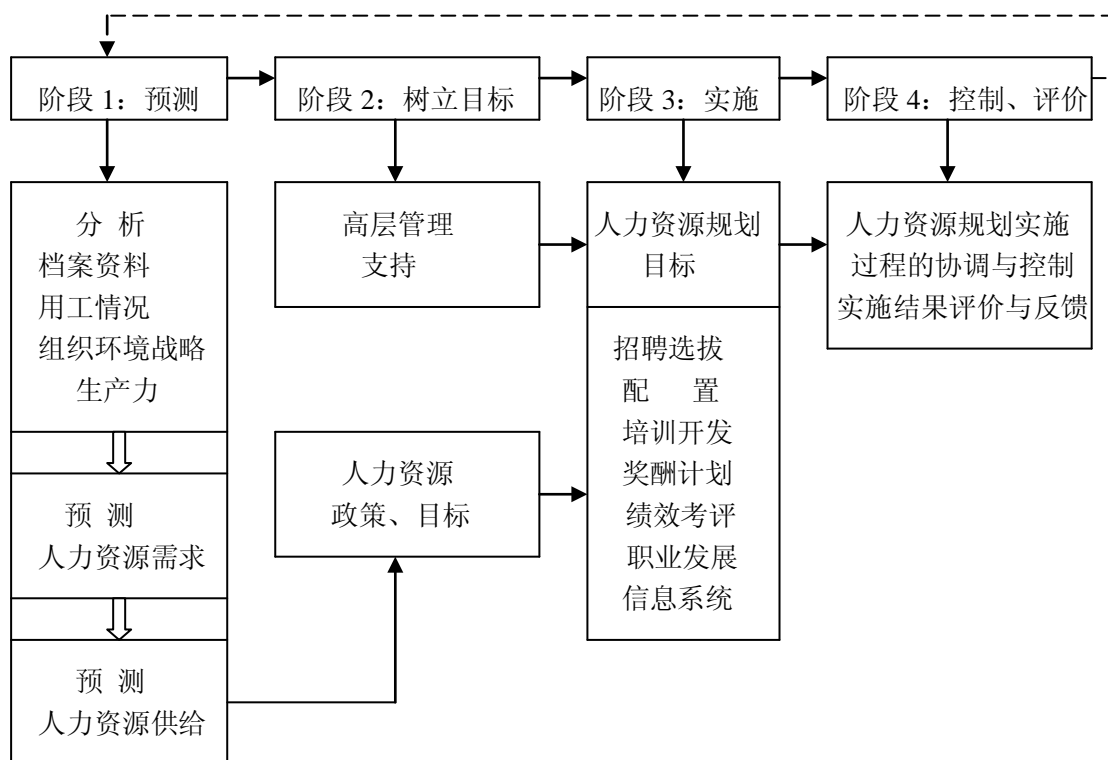 阶段 1：预测
阶段 2：树立目标
阶段 3：实施
阶段 4：控制、评价
分 析
档案资料
用工情况
组织环境战略
生产力
预 测
人力资源需求
预 测
人力资源供给
高层管理
支持
人力资源
政策、目标
人力资源规划
目标
招聘选拔
配 置
培训开发
奖酬计划
绩效考评
职业发展
信息系统
人力资源规划实施
过程的协调与控制
实施结果评价与反馈